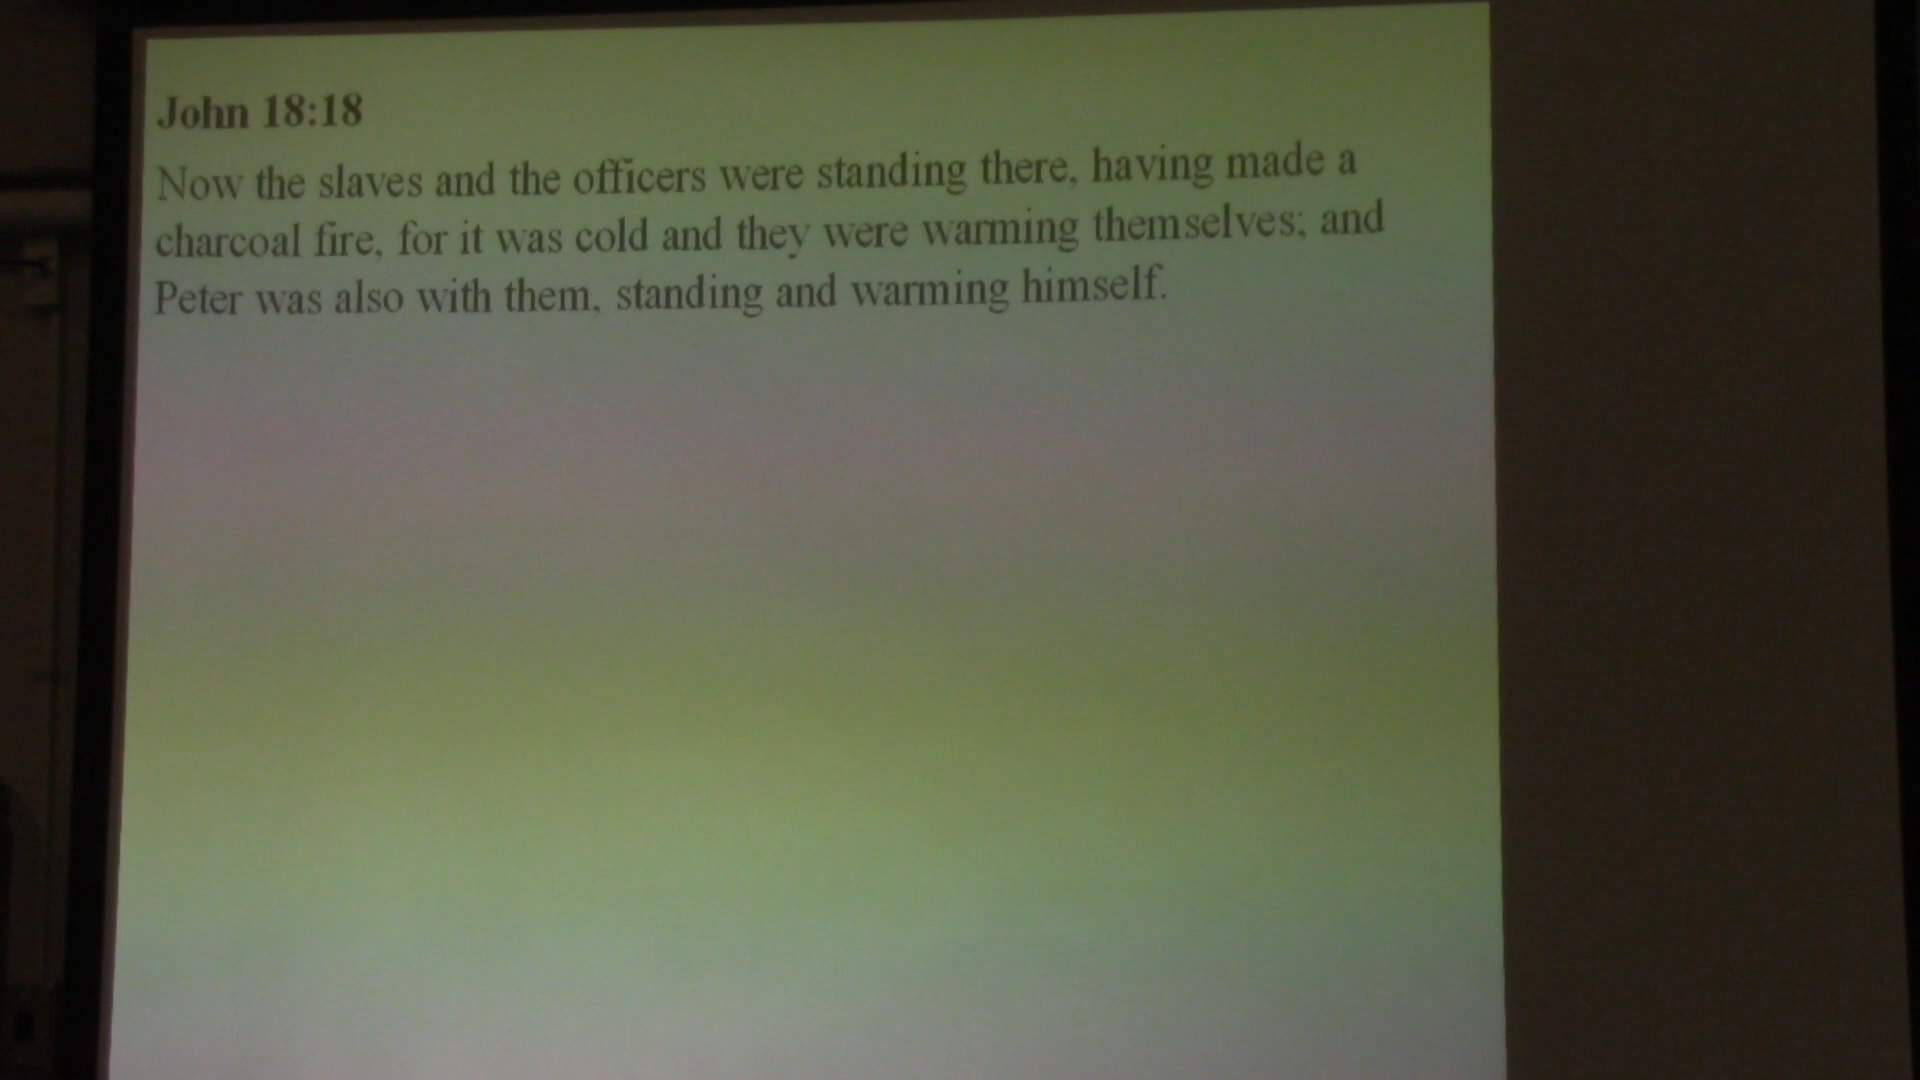 John 18:18
Now the slaves and the officers were standing there, having made a
charcoal fire, for it was cold and they were warming themselves; and
Peter was also with them, standing and warming himself.